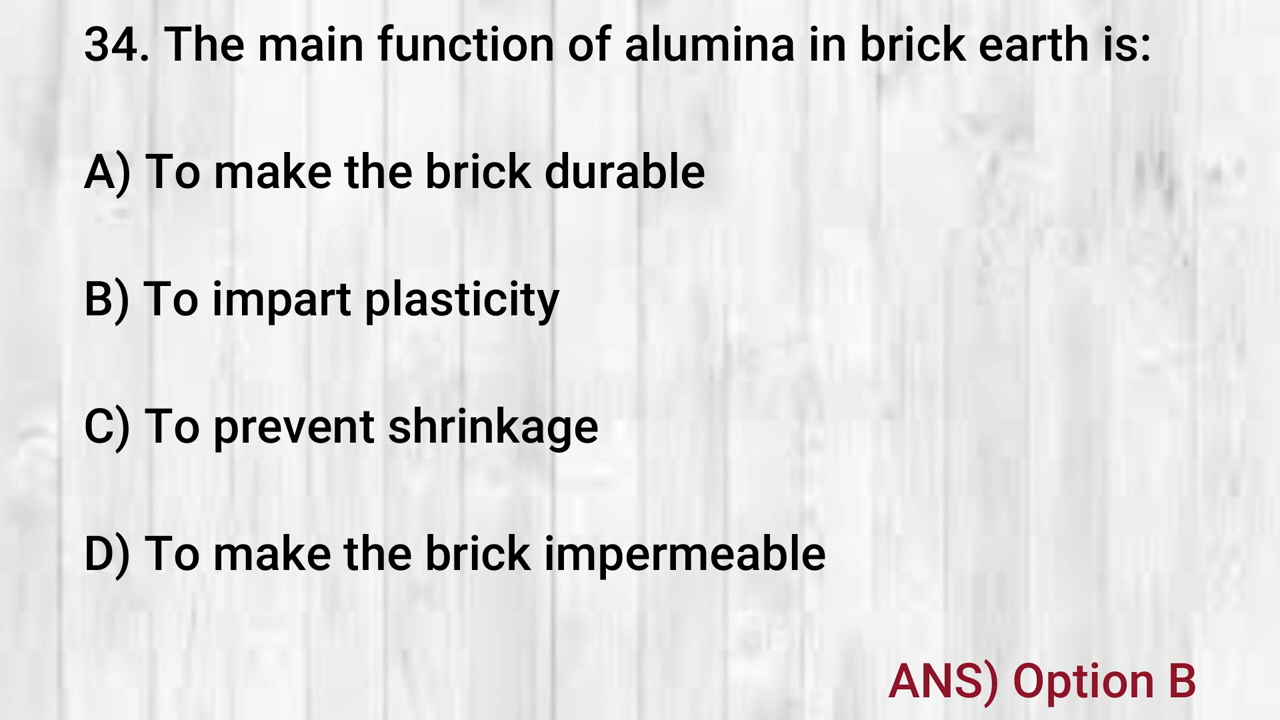 34. The main function of alumina in brick earth is:
A) To make the brick durable
B) To impart plasticity
C) To prevent shrinkage
D) To make the brick impermeable
ANS) Option B